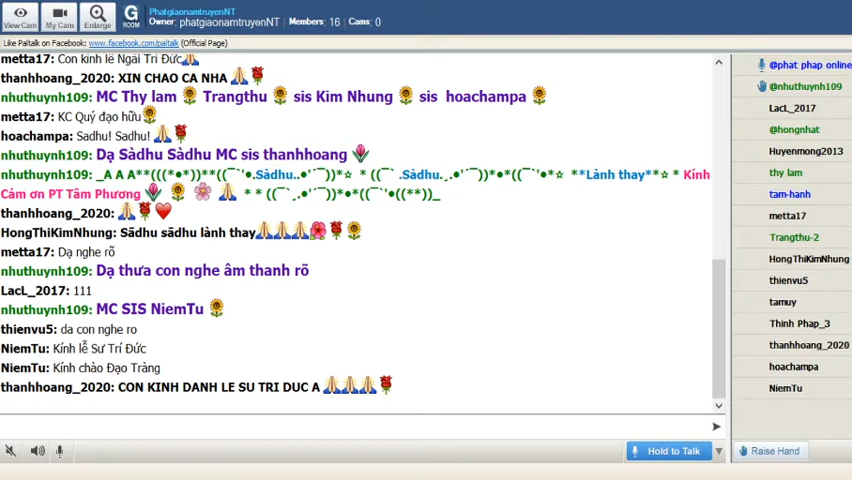 View Cam
My Cam
Enlarge
G
ROOM
PhatgiaonamtruyenNT
Owner: phatgiaonamtruyenNT Members: 16 Cams: 0
Like Paltalk on Facebook: www.facebook.com/paltalk (Official Page)
metta17: Con kinh lễ Ngài Trí Đức🙏
thanhhoang_2020: XIN CHAO CA NHA 🙏🌹
nhuthuynh109: MC Thy lam 🌻 Trangthu 🌻 sis Kim Nhung 🌻 sis hoachampa 🌻
metta17: KC Quý đạo hữu🌻
hoachampa: Sadhu! Sadhu! 🙏🌹
nhuthuynh109: Dạ Sàdhu Sàdhu MC sis thanhhoang 🌷
nhuthuynh109: _A A A**(((*•*))**((¯`'•.Sàdhu..•'´¯))*☆ * ((¯` .Sàdhu.¸.•'´¯))*•*((¯`'•☆ **Lành thay**☆ * Kính
Cám ơn PT Tâm Phương 🌷 🌻 🌸 🙏 * * ((¯`¸.•'´¯))*•*((¯`'•((**))_
thanhhoang_2020: 🙏🌹❤️
HongThiKimNhung: Sādhu sādhu lành thay🙏🙏🙏🌺🌹🌻
metta17: Dạ nghe rõ
nhuthuynh109: Dạ thưa con nghe âm thanh rõ
LacL_2017: 111
nhuthuynh109: MC SIS NiemTu 🌻
thienvu5: da con nghe ro
NiemTu: Kính lễ Sư Trí Đức
NiemTu: Kính chào Đạo Tràng
thanhhoang_2020: CON KINH DANH LE SU TRI DUC A 🙏🙏🙏🌹
Hold to Talk
@phat phap online
@nhuthuynh109
LacL_2017
@hongnhat
Huyenmong2013
thy lam
tam-hanh
metta17
Trangthu-2
HongThiKimNhung
thienvu5
tamuy
Thinh Phap_3
thanhhoang_2020
hoachampa
NiemTu
Raise Hand